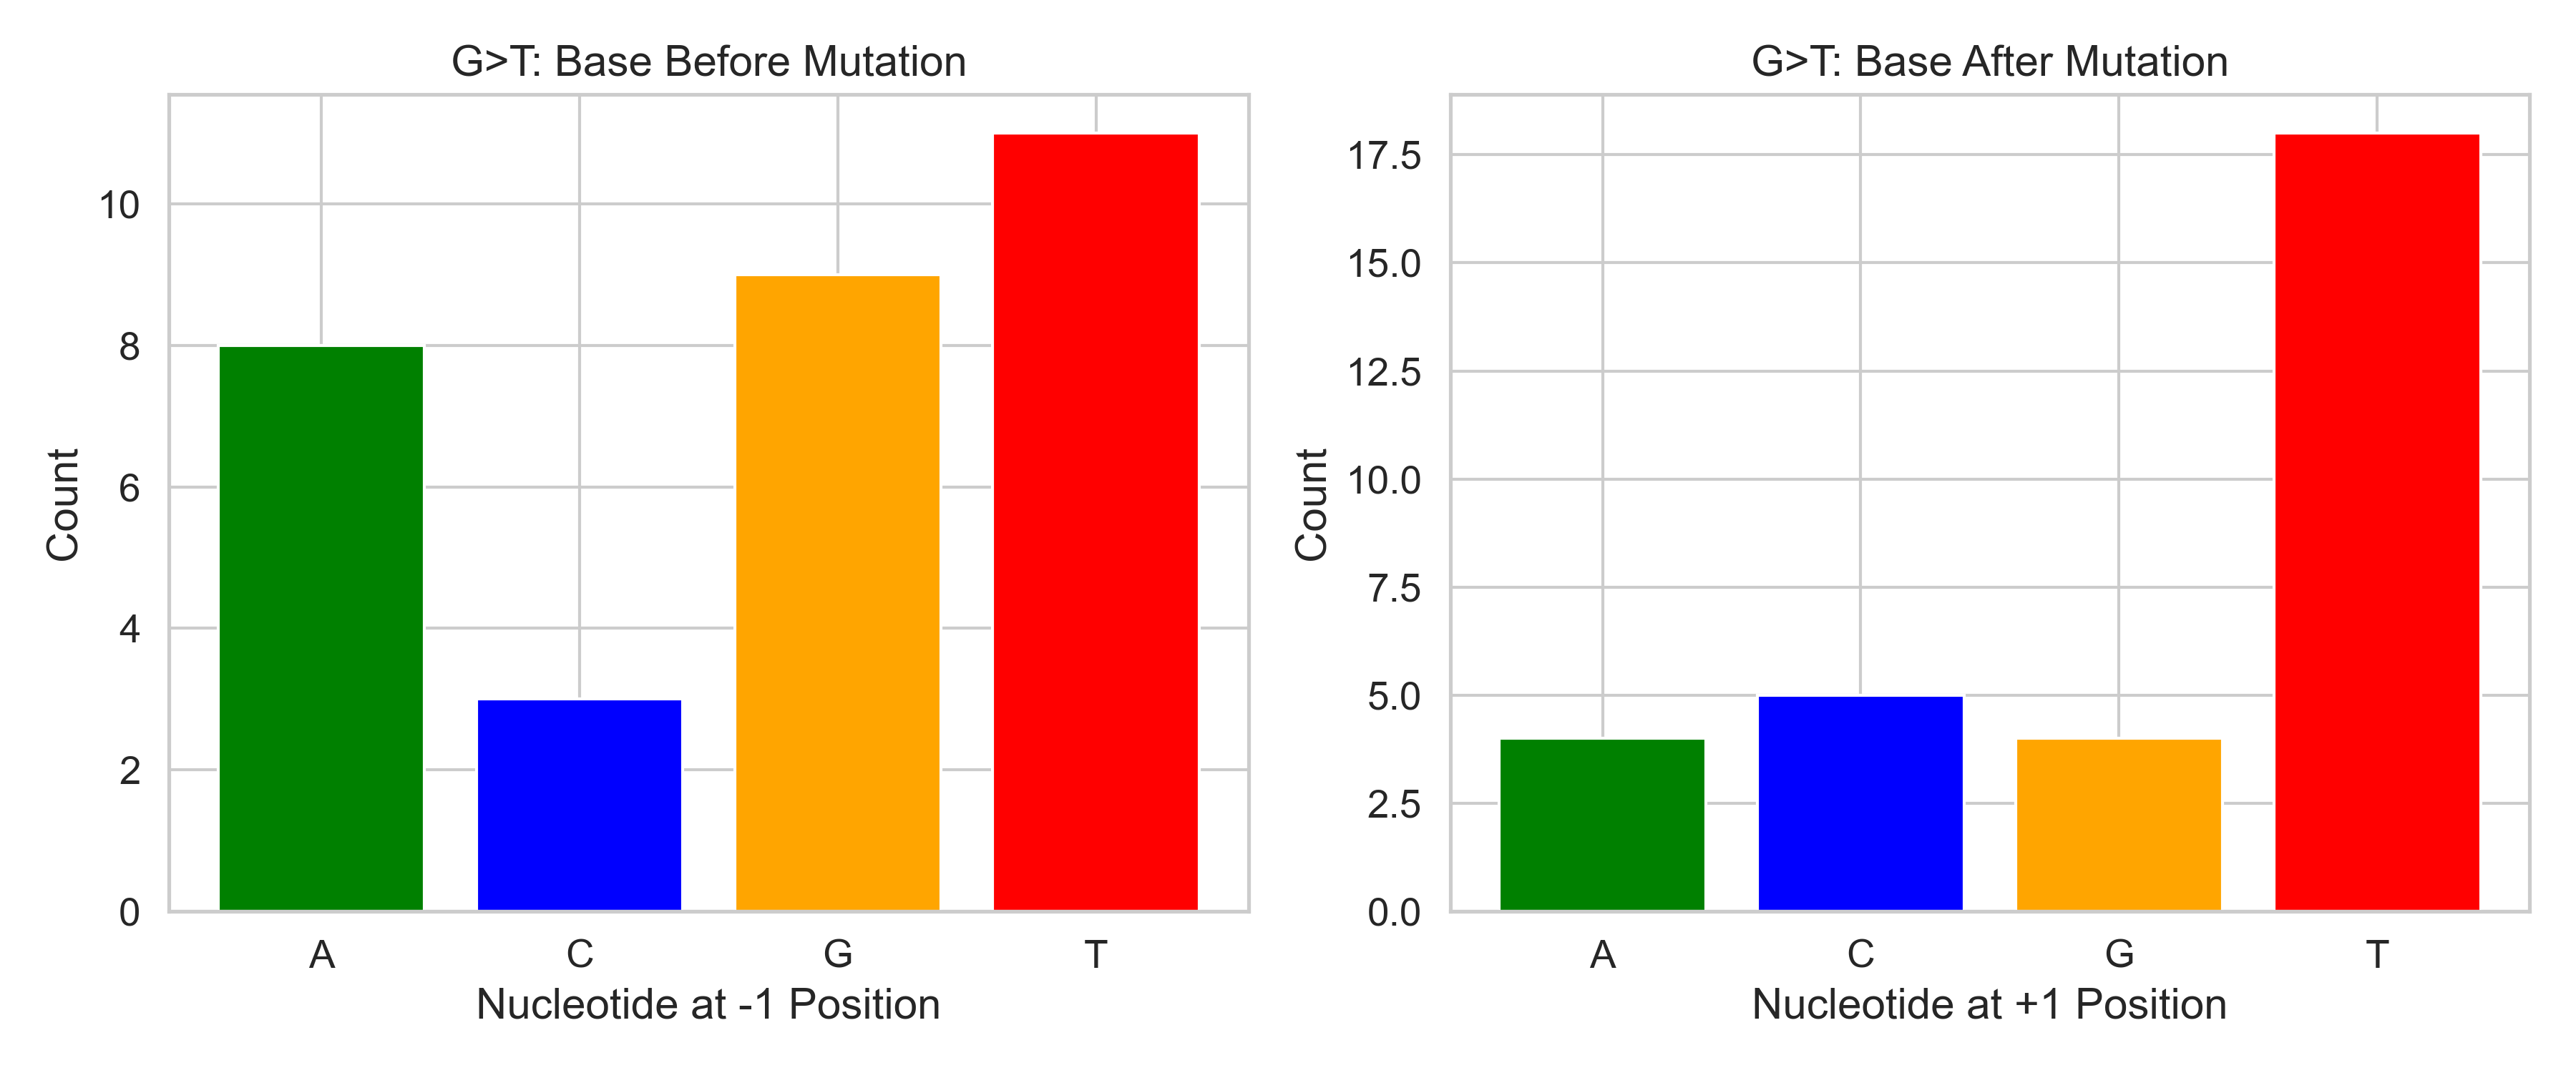 G>T: Base Before Mutation
Count
10
8
6
4
2
0
A C G T
Nucleotide at -1 Position
G>T: Base After Mutation
Count
17.5
15.0
12.5
10.0
7.5
5.0
2.5
0.0
A C G T
Nucleotide at +1 Position